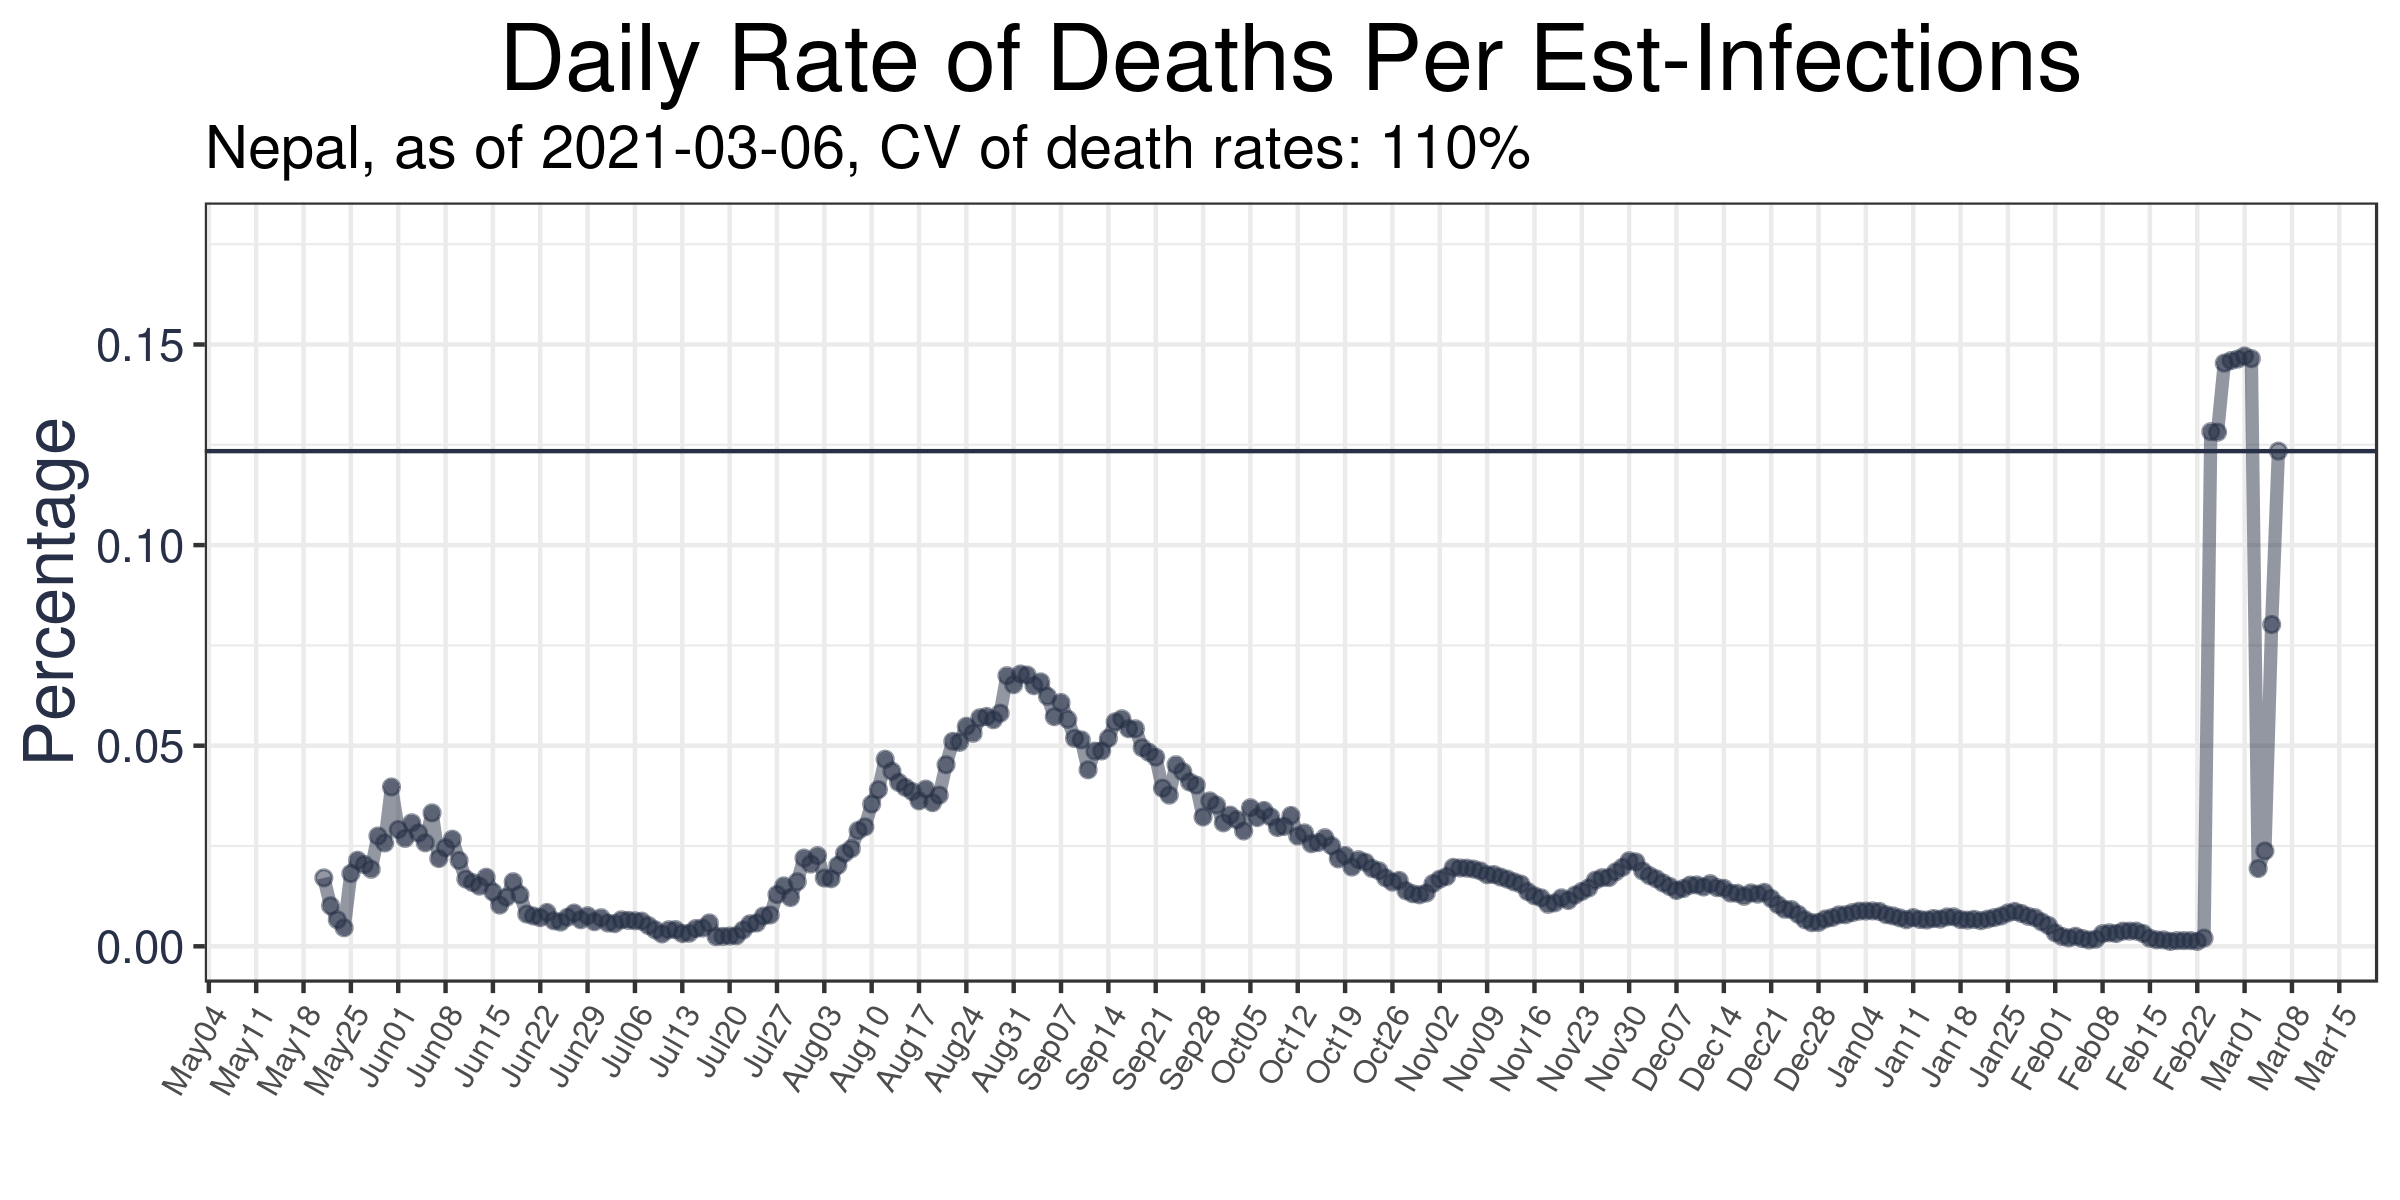 Daily Rate of Deaths Per Est-Infections
Nepal, as of 2021-03-06, CV of death rates: 110%
Percentage
0.15
0.10
0.05
0.00
May04
May11
May18
May25
Jun01
Jun08
Jun15
Jun22
Jun29
Jul06
Jul13
Jul20
Jul27
Aug03
Aug10
Aug17
Aug24
Aug31
Sep07
Sep14
Sep21
Sep28
Oct05
Oct12
Oct19
Oct26
Nov02
Nov09
Nov16
Nov23
Nov30
Dec07
Dec14
Dec21
Dec28
Jan04
Jan11
Jan18
Jan25
Feb01
Feb08
Feb15
Feb22
Mar01
Mar08
Mar15